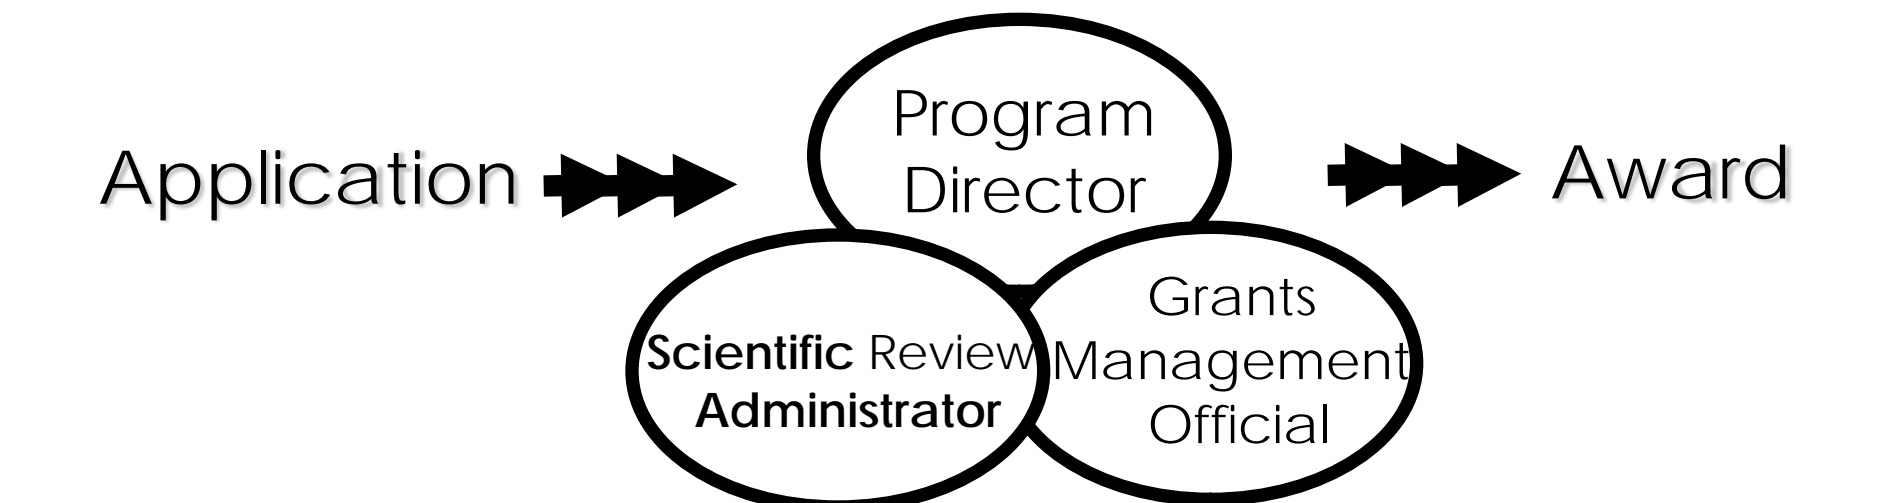 Application
Program
Director
Award
Scientific Review
Administrator
Grants
Management
Official